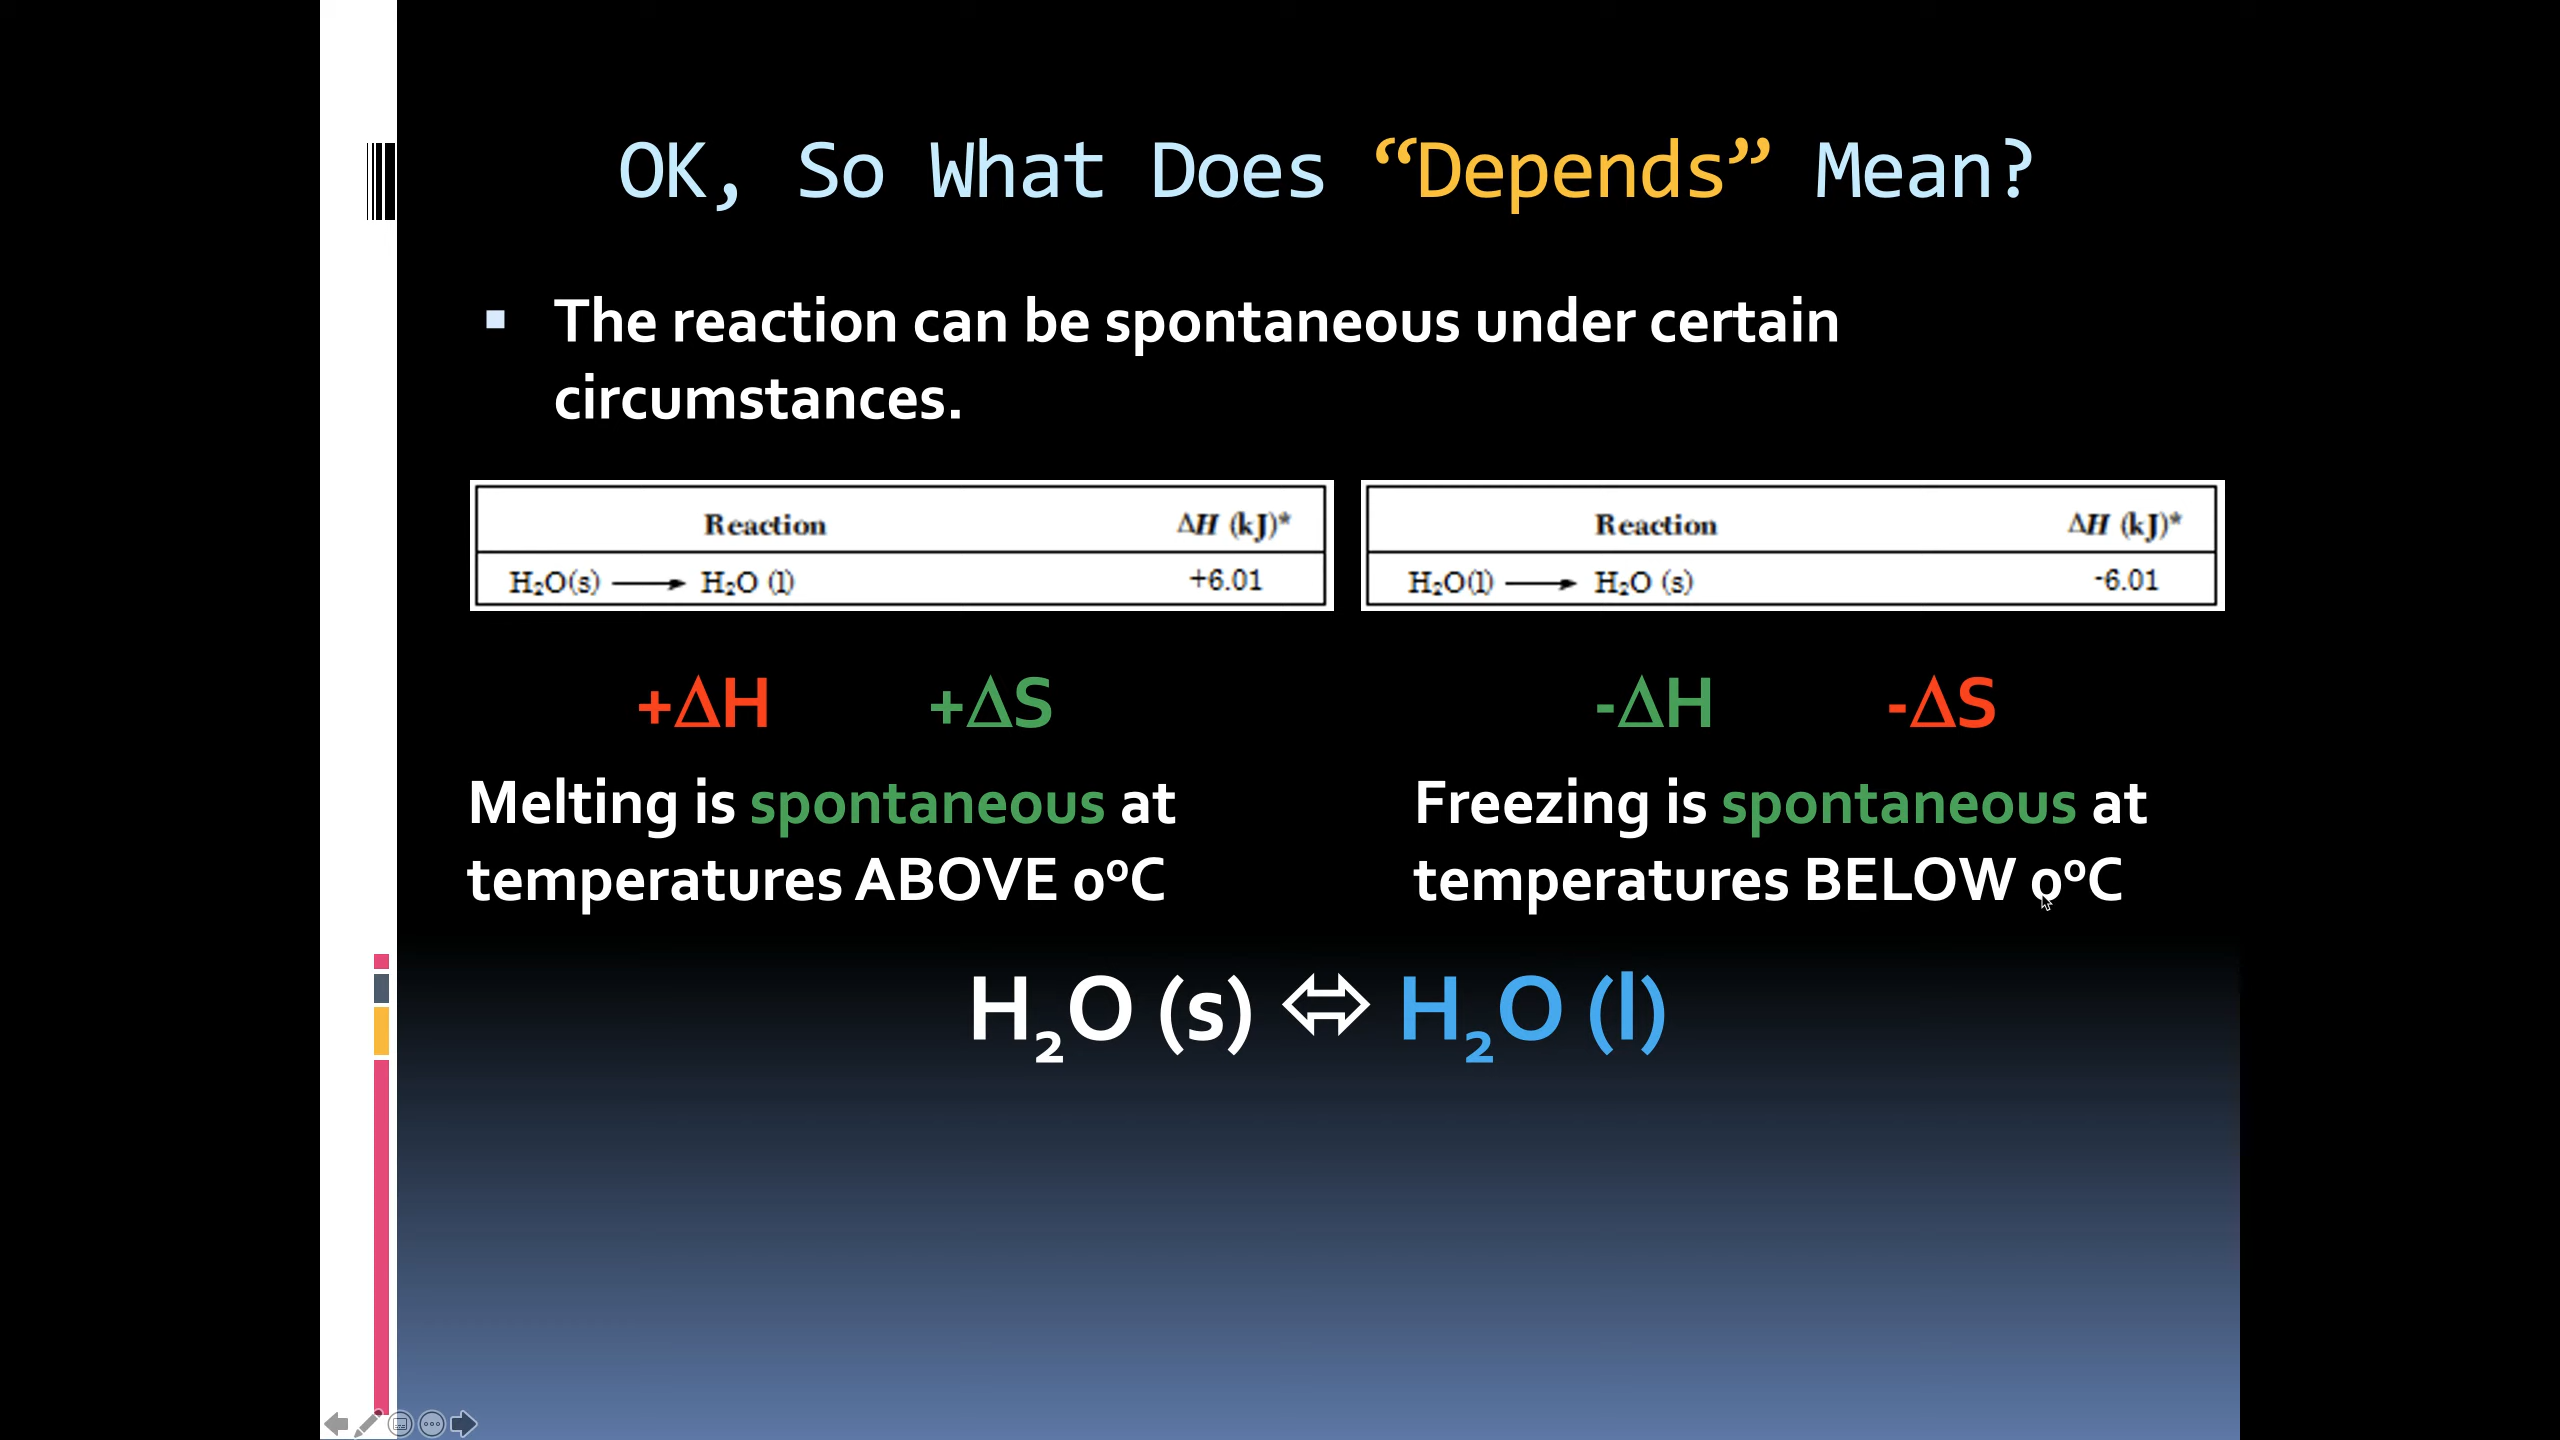 OK, So What Does “Depends” Mean?
▪ The reaction can be spontaneous under certain
circumstances.
Reaction ΔH (kJ)*
H₂O(s) ⟶ H₂O (l) +6.01
Reaction ΔH (kJ)*
H₂O(l) ⟶ H₂O (s) -6.01
+ΔH +ΔS
-ΔH -ΔS
Melting is spontaneous at
temperatures ABOVE 0ºC
Freezing is spontaneous at
temperatures BELOW 0ºC
H₂O (s) ⬄ H₂O (l)